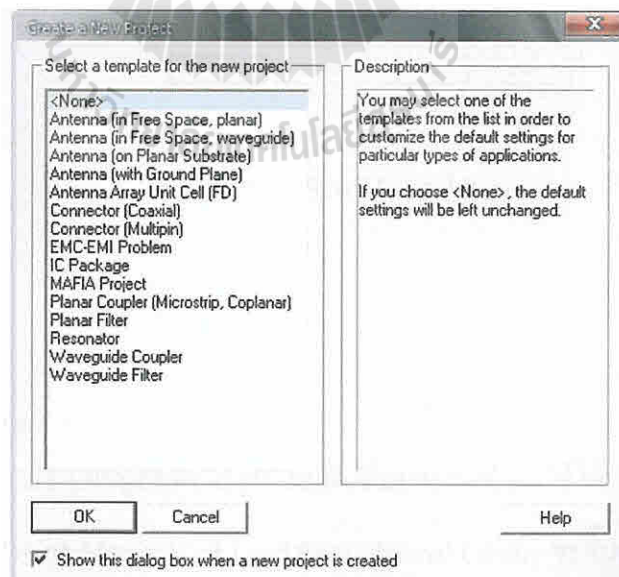 Create a New Project
Select a template for the new project
<None>
Antenna (in Free Space, planar)
Antenna (in Free Space, waveguide)
Antenna (on Planar Substrate)
Antenna (with Ground Plane)
Antenna Array Unit Cell (FD)
Connector (Coaxial)
Connector (Multipin)
EMC-EMI Problem
IC Package
MAFIA Project
Planar Coupler (Microstrip, Coplanar)
Planar Filter
Resonator
Waveguide Coupler
Waveguide Filter
Description
You may select one of the
templates from the list in order to
customize the default settings for
particular types of applications.
If you choose <None>, the default
settings will be left unchanged.
OK
Cancel
Help
Show this dialog box when a new project is created